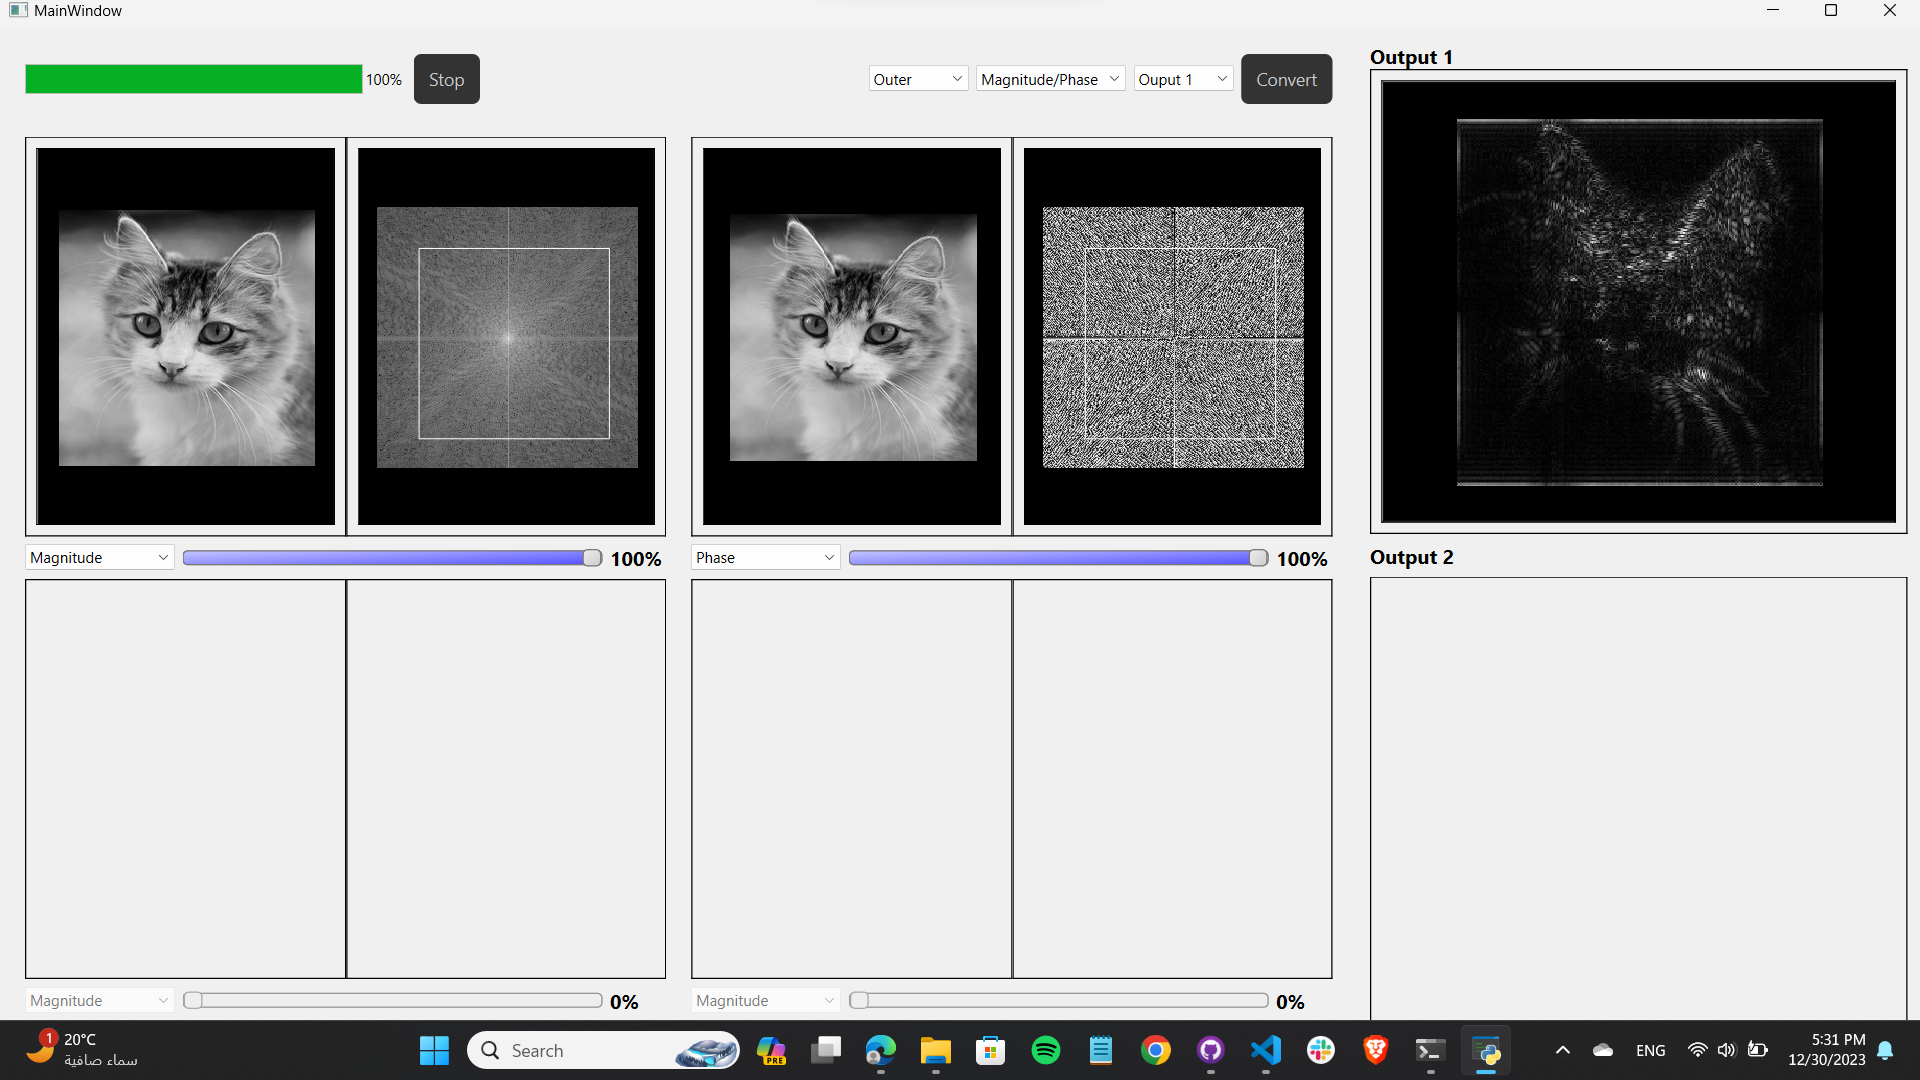 MainWindow
100%
Stop
Outer
Magnitude/Phase
Ouput 1
Convert
Output 1
Magnitude
100%
Phase
100%
Output 2
Magnitude
0%
Magnitude
0%
1
20°C
سماء صافية
Search
PRE
ENG
5:31 PM
12/30/2023